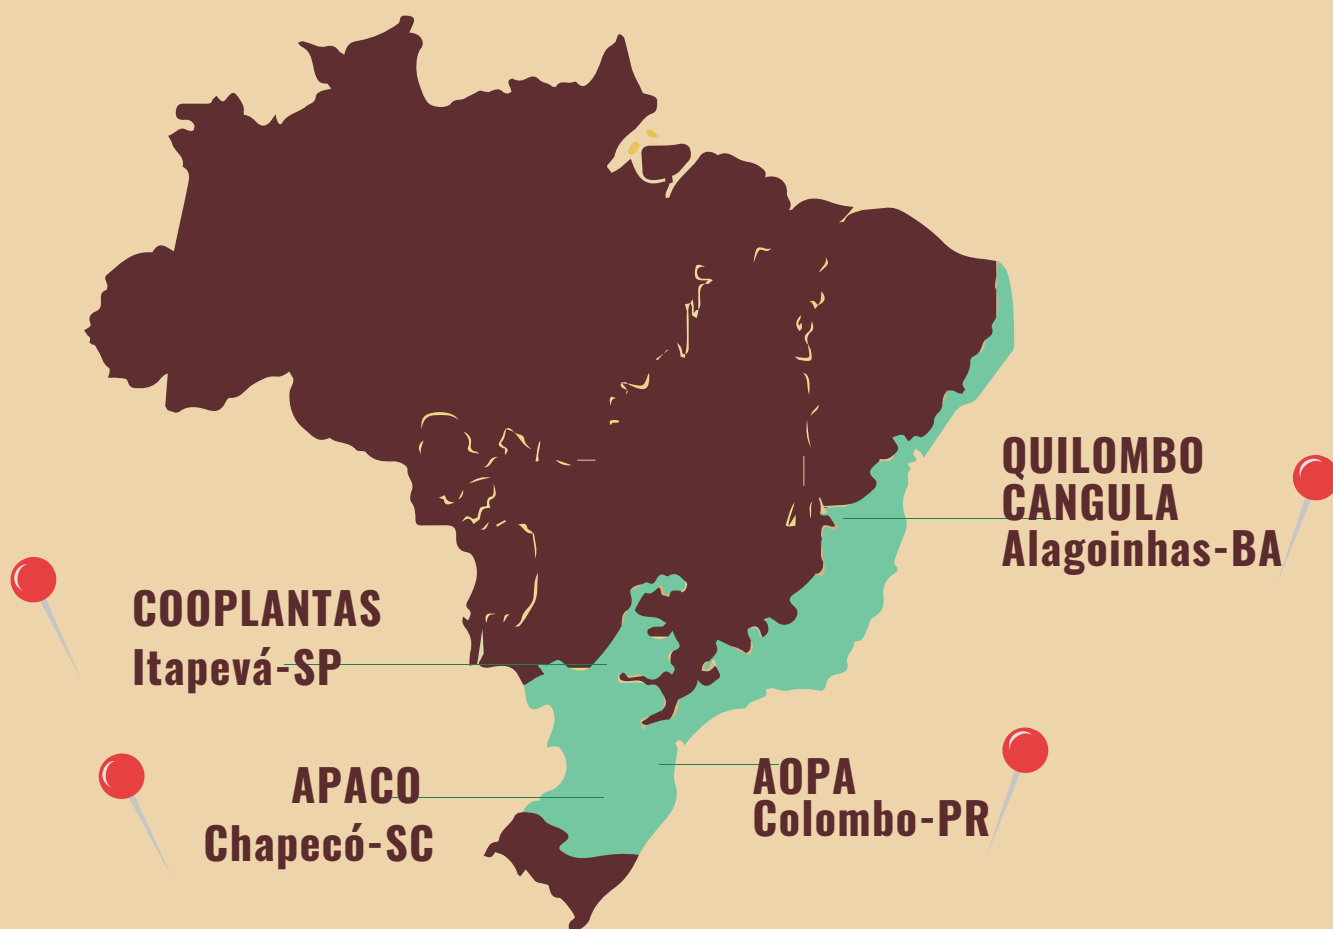 QUILOMBO
CANGULA
Alagoinhas-BA
COOPLANTAS
Itapevá-SP
APACO
Chapecó-SC
AOPA
Colombo-PR